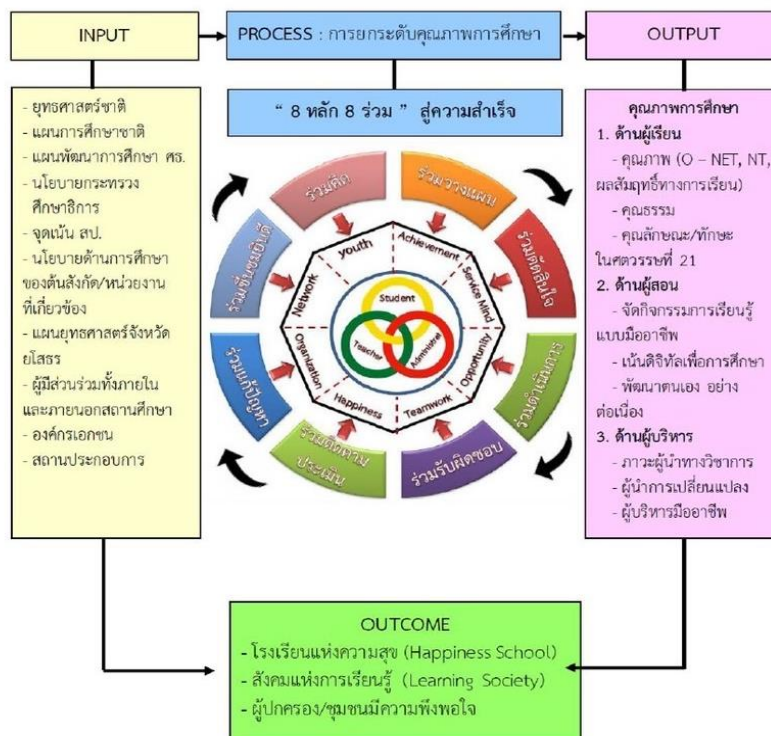 INPUT
PROCESS : การยกระดับคุณภาพการศึกษา
OUTPUT
- ยุทธศาสตร์ชาติ
- แผนการศึกษาชาติ
- แผนพัฒนาการศึกษา ศธ.
- นโยบายกระทรวง
ศึกษาธิการ
- จุดเน้น สป.
- นโยบายด้านการศึกษา
ของต้นสังกัด/หน่วยงาน
ที่เกี่ยวข้อง
- แผนยุทธศาสตร์จังหวัด
ยโสธร
- ผู้มีส่วนร่วมทั้งภายใน
และภายนอกสถานศึกษา
- องค์กรเอกชน
- สถานประกอบการ
" 8 หลัก 8 ร่วม " สู่ความสำเร็จ
ร่วมคิด
ร่วมวางแผน
ร่วมตัดสินใจ
ร่วมดำเนินการ
ร่วมรับผิดชอบ
ร่วมติดตาม
ประเมิน
ร่วมแก้ปัญหา
ร่วมชื่นชมยินดี
youth
Achievement
Service Mind
Opportunity
Teamwork
Happiness
Organization
Network
Student
Teacher
Administrat
คุณภาพการศึกษา
1. ด้านผู้เรียน
- คุณภาพ (O – NET, NT,
ผลสัมฤทธิ์ทางการเรียน)
- คุณธรรม
- คุณลักษณะ/ทักษะ
ในศตวรรษที่ 21
2. ด้านผู้สอน
- จัดกิจกรรมการเรียนรู้
แบบมืออาชีพ
- เน้นดิจิทัลเพื่อการศึกษา
- พัฒนาตนเอง อย่าง
ต่อเนื่อง
3. ด้านผู้บริหาร
- ภาวะผู้นำทางวิชาการ
- ผู้นำการเปลี่ยนแปลง
- ผู้บริหารมืออาชีพ
OUTCOME
- โรงเรียนแห่งความสุข (Happiness School)
- สังคมแห่งการเรียนรู้ (Learning Society)
- ผู้ปกครอง/ชุมชนมีความพึงพอใจ